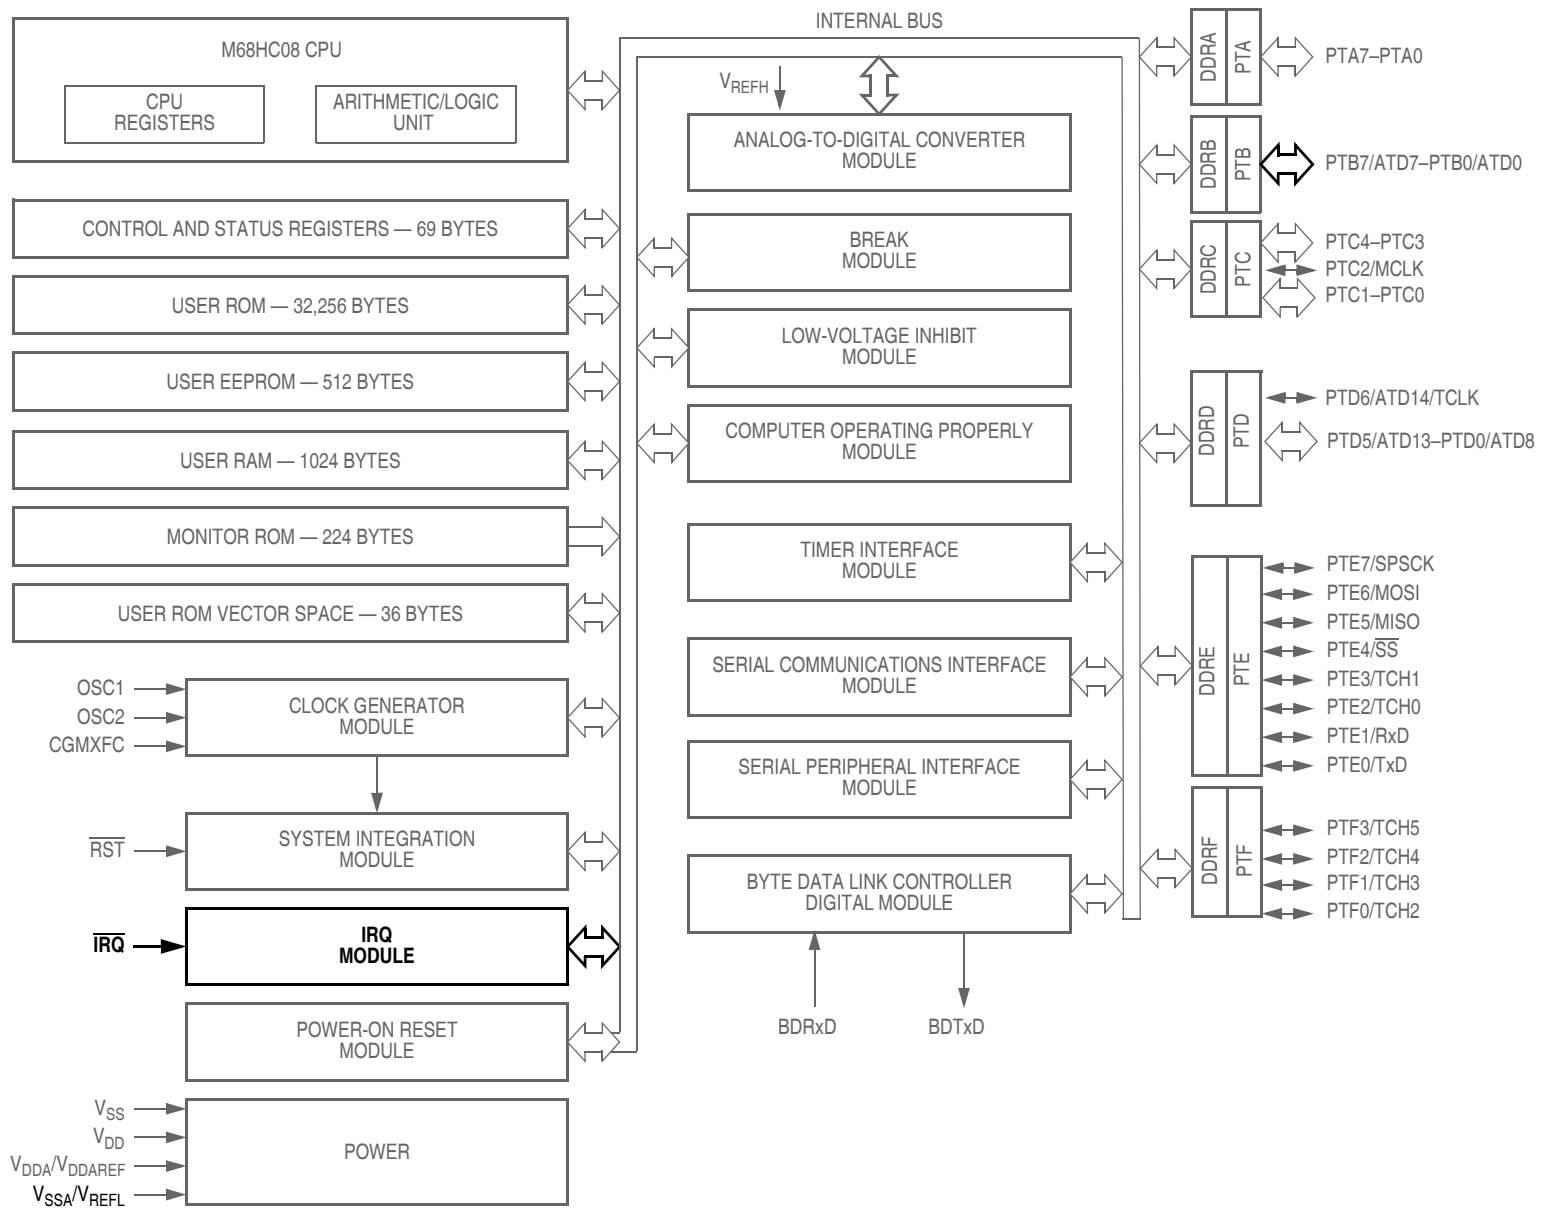 INTERNAL BUS
M68HC08 CPU
CPU
REGISTERS
ARITHMETIC/LOGIC
UNIT
CONTROL AND STATUS REGISTERS — 69 BYTES
USER ROM — 32,256 BYTES
USER EEPROM — 512 BYTES
USER RAM — 1024 BYTES
MONITOR ROM — 224 BYTES
USER ROM VECTOR SPACE — 36 BYTES
OSC1
OSC2
CGMXFC
CLOCK GENERATOR
MODULE
RST
SYSTEM INTEGRATION
MODULE
IRQ
IRQ
MODULE
POWER-ON RESET
MODULE
VSS
VDD
VDDA/VDDAREF
VSSA/VREFL
POWER
VREFH
ANALOG-TO-DIGITAL CONVERTER
MODULE
BREAK
MODULE
LOW-VOLTAGE INHIBIT
MODULE
COMPUTER OPERATING PROPERLY
MODULE
TIMER INTERFACE
MODULE
SERIAL COMMUNICATIONS INTERFACE
MODULE
SERIAL PERIPHERAL INTERFACE
MODULE
BYTE DATA LINK CONTROLLER
DIGITAL MODULE
BDRxD
BDTxD
DDRA
PTA
PTA7–PTA0
DDRB
PTB
PTB7/ATD7–PTB0/ATD0
DDRC
PTC
PTC4–PTC3
PTC2/MCLK
PTC1–PTC0
DDRD
PTD
PTD6/ATD14/TCLK
PTD5/ATD13–PTD0/ATD8
DDRE
PTE
PTE7/SPSCK
PTE6/MOSI
PTE5/MISO
PTE4/SS
PTE3/TCH1
PTE2/TCH0
PTE1/RxD
PTE0/TxD
DDRF
PTF
PTF3/TCH5
PTF2/TCH4
PTF1/TCH3
PTF0/TCH2